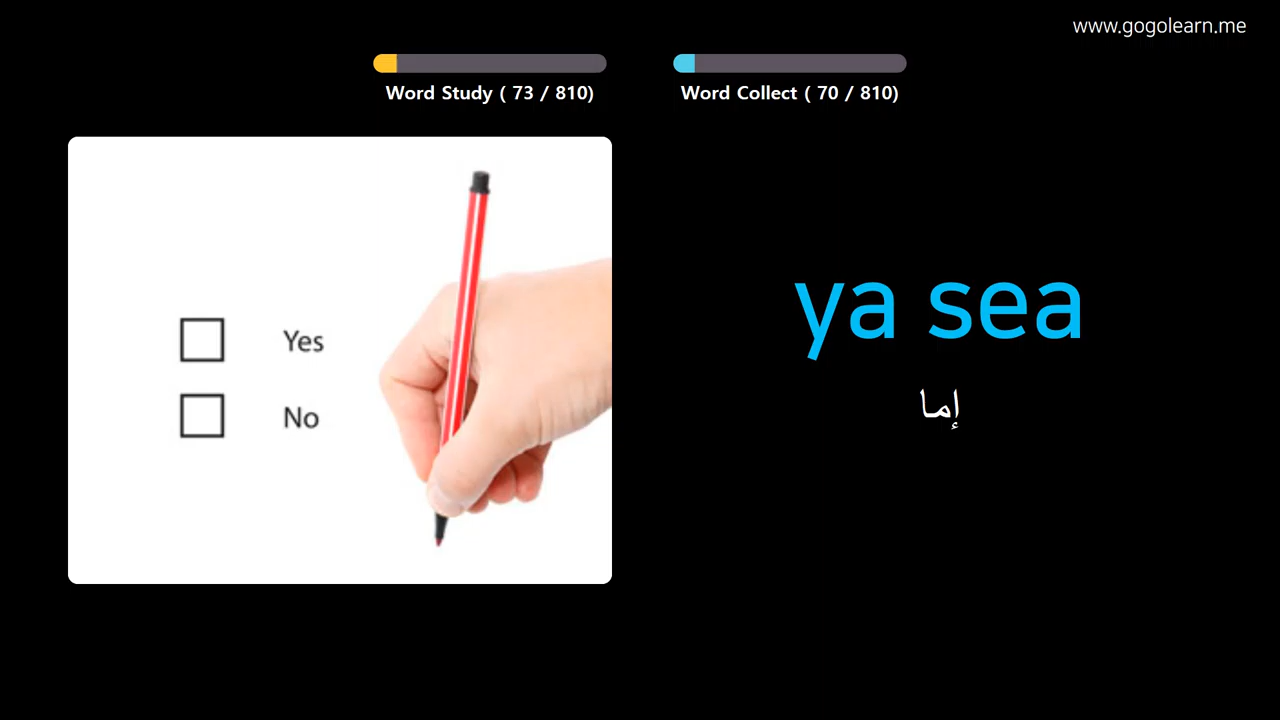 www.gogolearn.me
Word Study ( 73 / 810)
Word Collect ( 70 / 810)
Yes
No
ya sea
إما